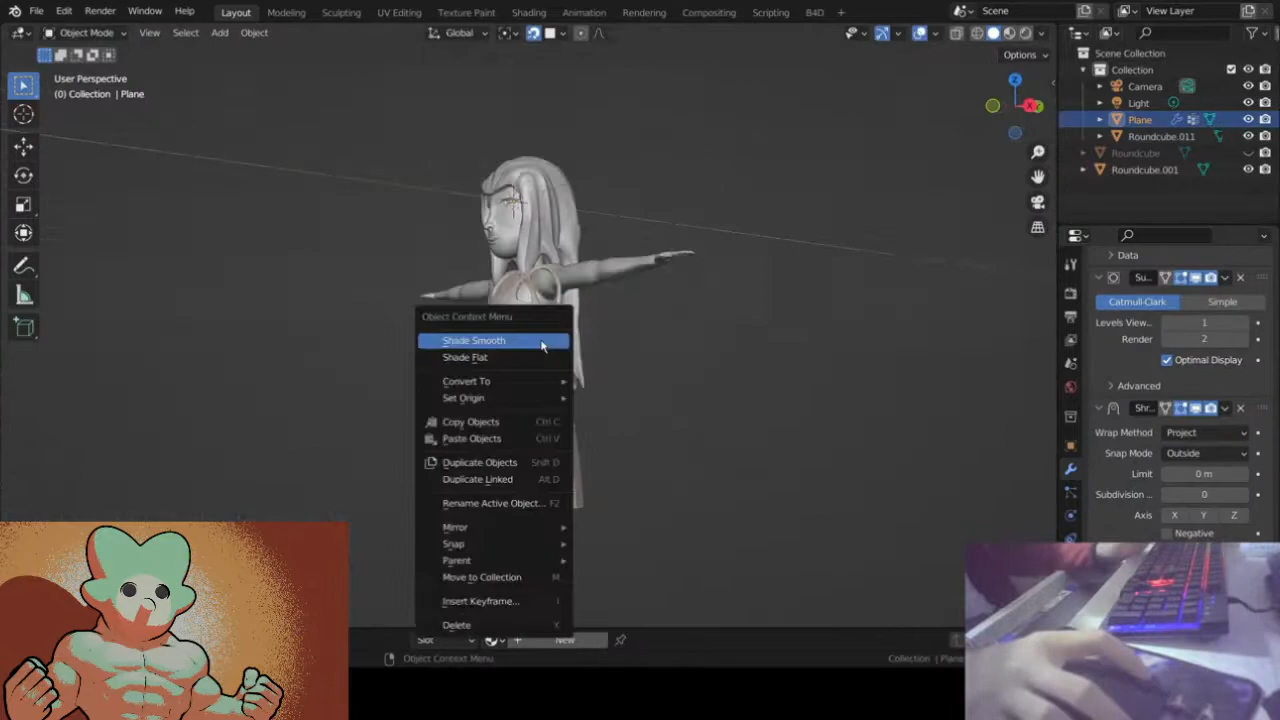 File Edit Render Window Help Layout Modeling Sculpting UV Editing Texture Paint Shading Animation Rendering Compositing Scripting B4D + Scene View Layer
Object Mode View Select Add Object Global
Options
User Perspective
(0) Collection | Plane
Z
X
Scene Collection
Collection
Camera
Light
Plane
Roundcube.011
Roundcube
Roundcube.001
Data
Su...
Catmull-Clark Simple
Levels View... 1
Render 2
Optimal Display
Advanced
Shr...
Wrap Method Project
Snap Mode Outside
Limit 0 m
Subdivision ... 0
Axis X Y Z
Negative
Object Context Menu
Shade Smooth
Shade Flat
Convert To
Set Origin
Copy Objects Ctrl C
Paste Objects Ctrl V
Duplicate Objects Shift D
Duplicate Linked Alt D
Rename Active Object... F2
Mirror
Snap
Parent
Move to Collection M
Insert Keyframe... I
Delete X
Slot New
Object Context Menu
Collection | Plane